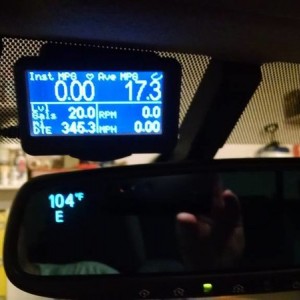 Inst MPG Ave MPG
0.00 17.3
Lvl Gals 20.0 RPM 0.0
DTE 345.3 MPH 0.00
104°F
E